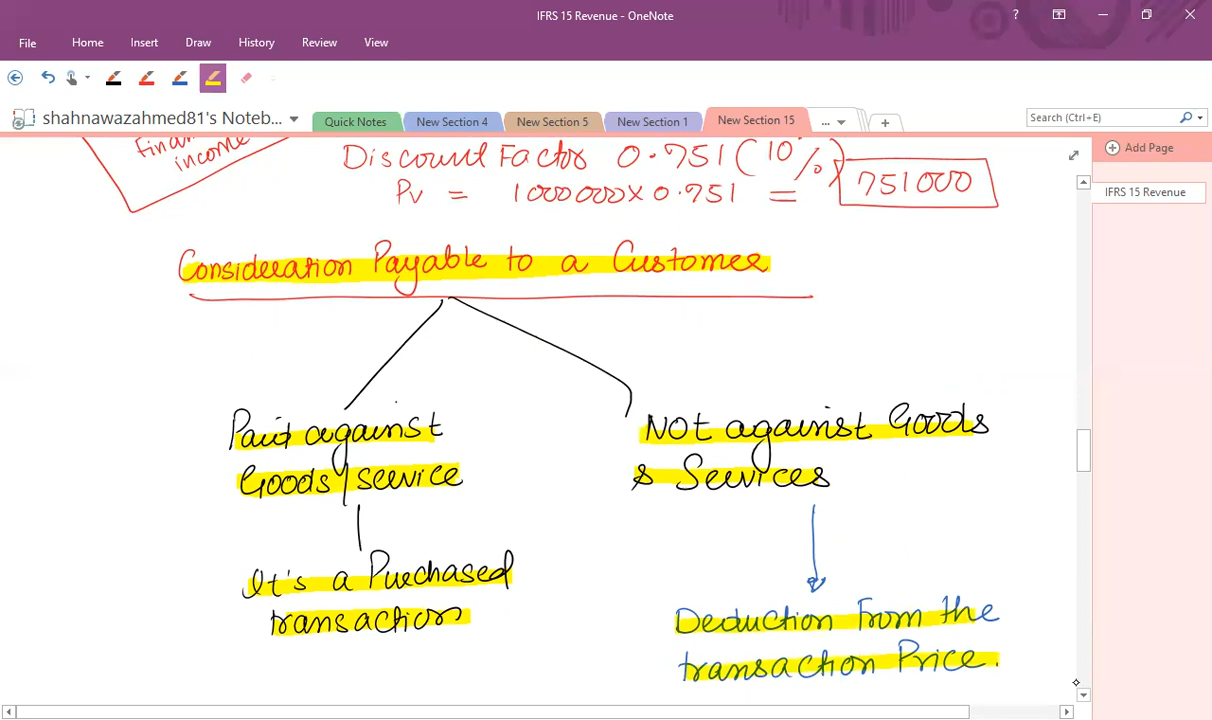 IFRS 15 Revenue - OneNote
?
File Home Insert Draw History Review View
shahnawazahmed81's Noteb...
Quick Notes New Section 4 New Section 5 New Section 1 New Section 15 ... +
Search (Ctrl+E)
Add Page
IFRS 15 Revenue
income
Discount Factor 0.751 (10%)
Pv = 1000000 x 0.751 = 751000
Consideration Payable to a Customer
Paid against
Goods/service
It's a Purchased
transaction
Not against Goods
& Services
Deduction From the
transaction Price.